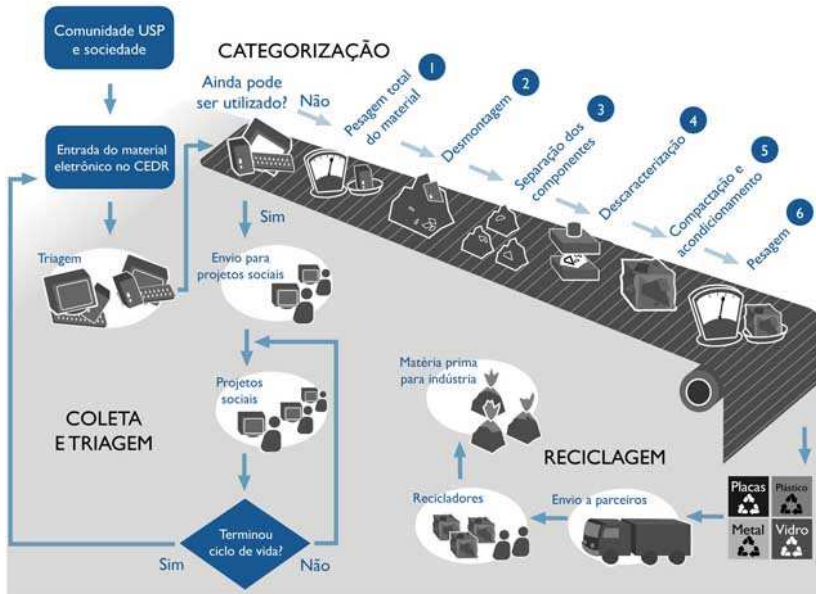 Comunidade USP
e sociedade
Entrada do material
eletrônico no CEDR
Triagem
COLETA
E TRIAGEM
CATEGORIZAÇÃO
Ainda pode
ser utilizado?
Não
Sim
Envio para
projetos sociais
Projetos
sociais
Terminou
ciclo de vida?
Sim
Não
1
Pesagem total
do material
2
Desmontagem
3
Separação dos
componentes
4
Descaracterização
5
Compactação e
acondicionamento
6
Pesagem
Placas
Plástico
Metal
Vidro
RECICLAGEM
Envio a parceiros
Recicladores
Matéria prima
para indústria